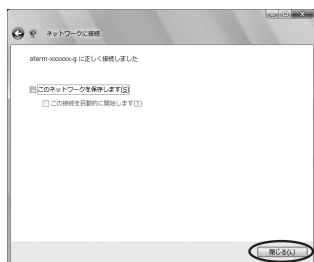 ネットワークに接続
aterm-xxxxxx-g に正しく接続しました
このネットワークを保存します(S)
この接続を自動的に開始します(T)
閉じる(L)